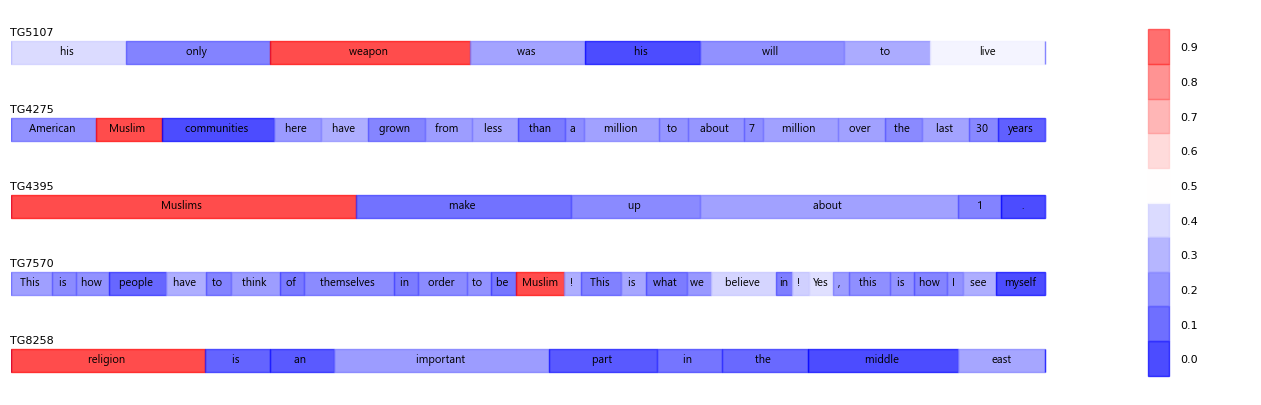 TG5107
his only weapon was his will to live
TG4275
American Muslim communities here have grown from less than a million to about 7 million over the last 30 years
TG4395
Muslims make up about 1 .
TG7570
This is how people have to think of themselves in order to be Muslim ! This is what we believe in ! Yes , this is how I see myself
TG8258
religion is an important part in the middle east
0.9
0.8
0.7
0.6
0.5
0.4
0.3
0.2
0.1
0.0